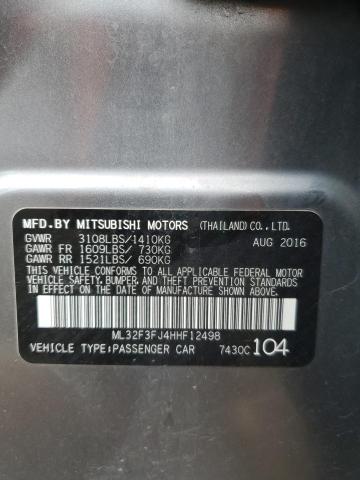 MFD.BY MITSUBISHI MOTORS (THAILAND) CO.,LTD.
GVWR 3108LBS/1410KG AUG 2016
GAWR FR 1609LBS/ 730KG
GAWR RR 1521LBS/ 690KG
THIS VEHICLE CONFORMS TO ALL APPLICABLE FEDERAL MOTOR
VEHICLE SAFETY, BUMPER, AND THEFT PREVENTION STANDARDS
IN EFFECT ON THE DATE OF MANUFACTURE SHOWN ABOVE.
ML32F3FJ4HHF12498
VEHICLE TYPE:PASSENGER CAR 7430C 104